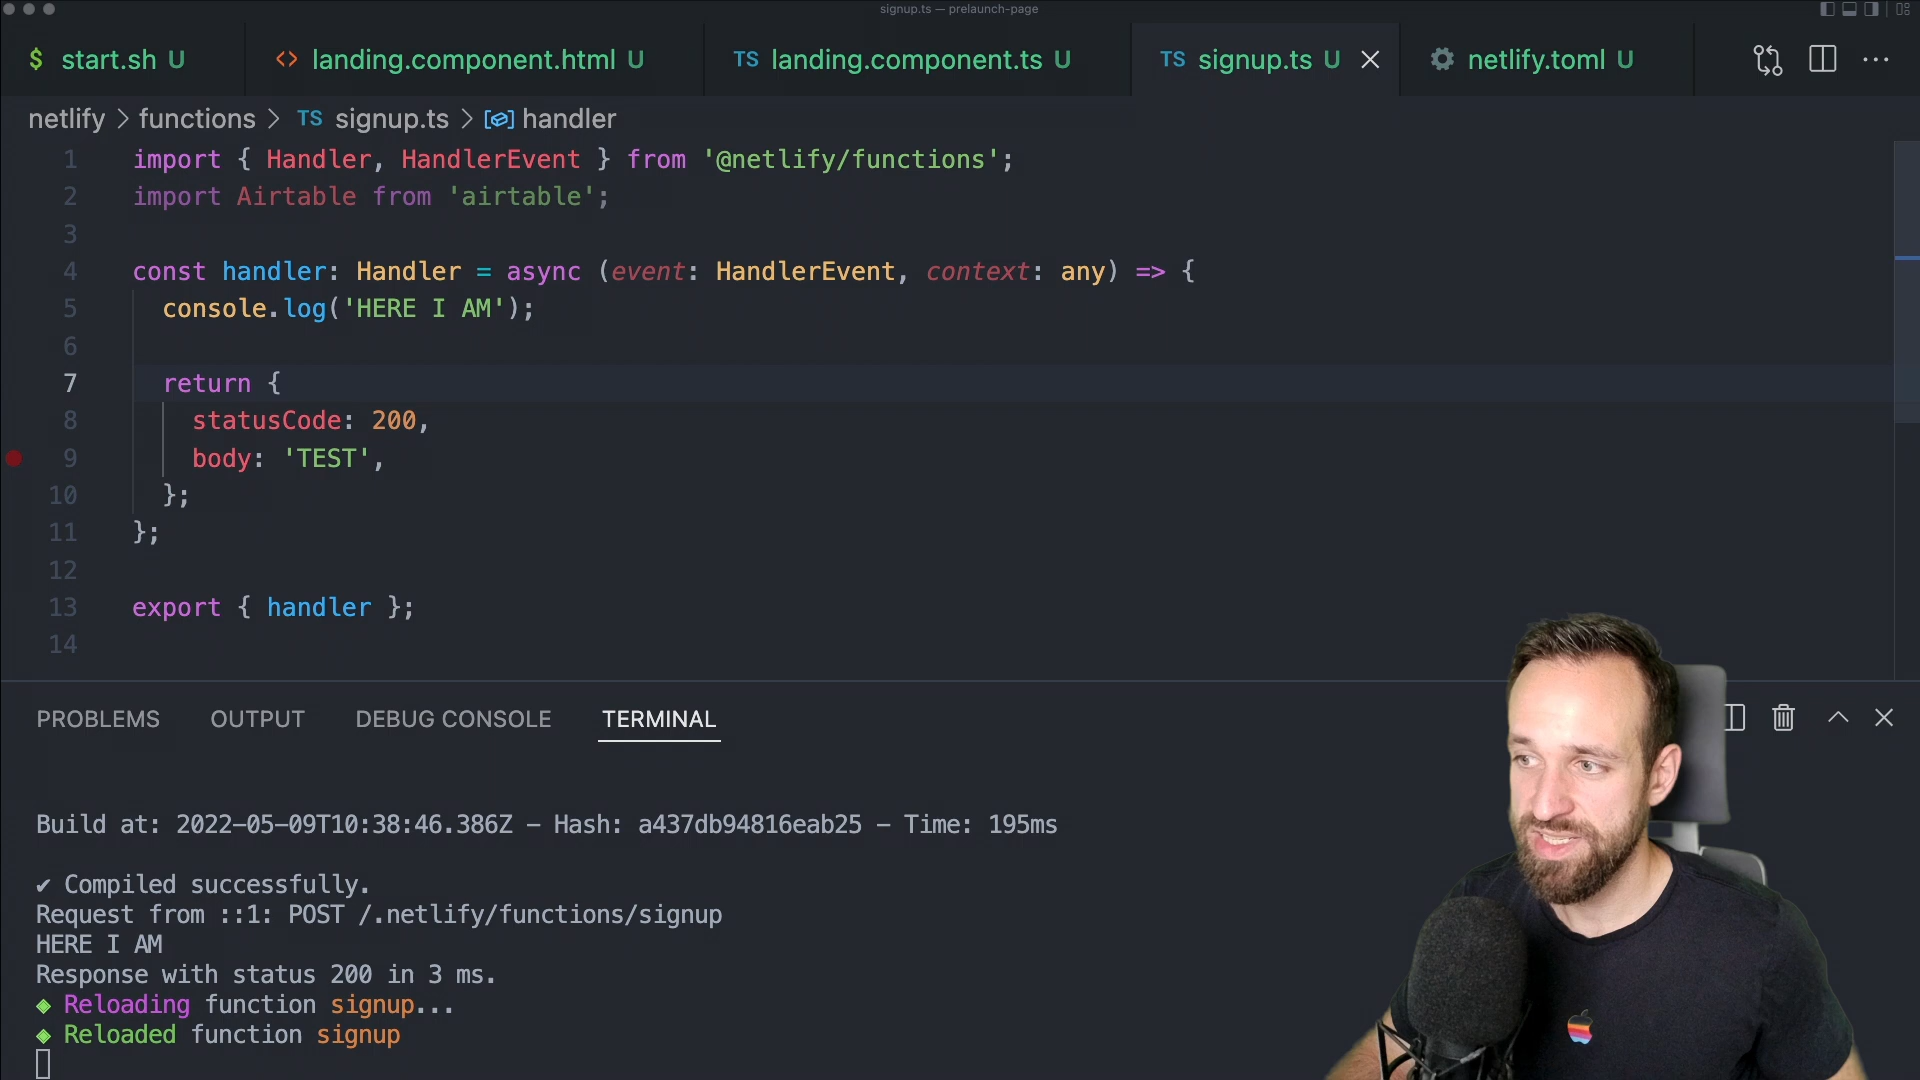 signup.ts — prelaunch-page
$ start.sh U
<> landing.component.html U
TS landing.component.ts U
TS signup.ts U
netlify.toml U
netlify > functions > TS signup.ts > handler
1 import { Handler, HandlerEvent } from '@netlify/functions';
2 import Airtable from 'airtable';
3
4 const handler: Handler = async (event: HandlerEvent, context: any) => {
5 console.log('HERE I AM');
6
7 return {
8 statusCode: 200,
9 body: 'TEST',
10 };
11 };
12
13 export { handler };
14
PROBLEMS OUTPUT DEBUG CONSOLE TERMINAL
Build at: 2022-05-09T10:38:46.386Z - Hash: a437db94816eab25 - Time: 195ms
✔ Compiled successfully.
Request from ::1: POST /.netlify/functions/signup
HERE I AM
Response with status 200 in 3 ms.
◈ Reloading function signup...
◈ Reloaded function signup